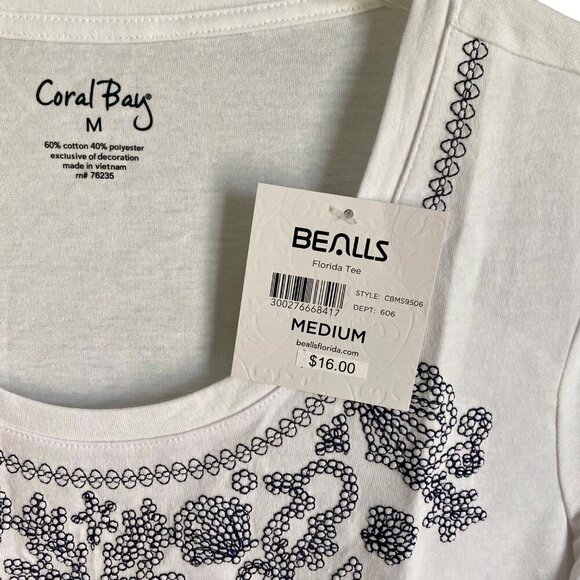 Coral Bay®
M
60% cotton 40% polyester
exclusive of decoration
made in vietnam
rn# 76235
BEALLS
Florida Tee
STYLE: CBMS9506
300276668417
DEPT: 606
MEDIUM
beallsflorida.com
$16.00